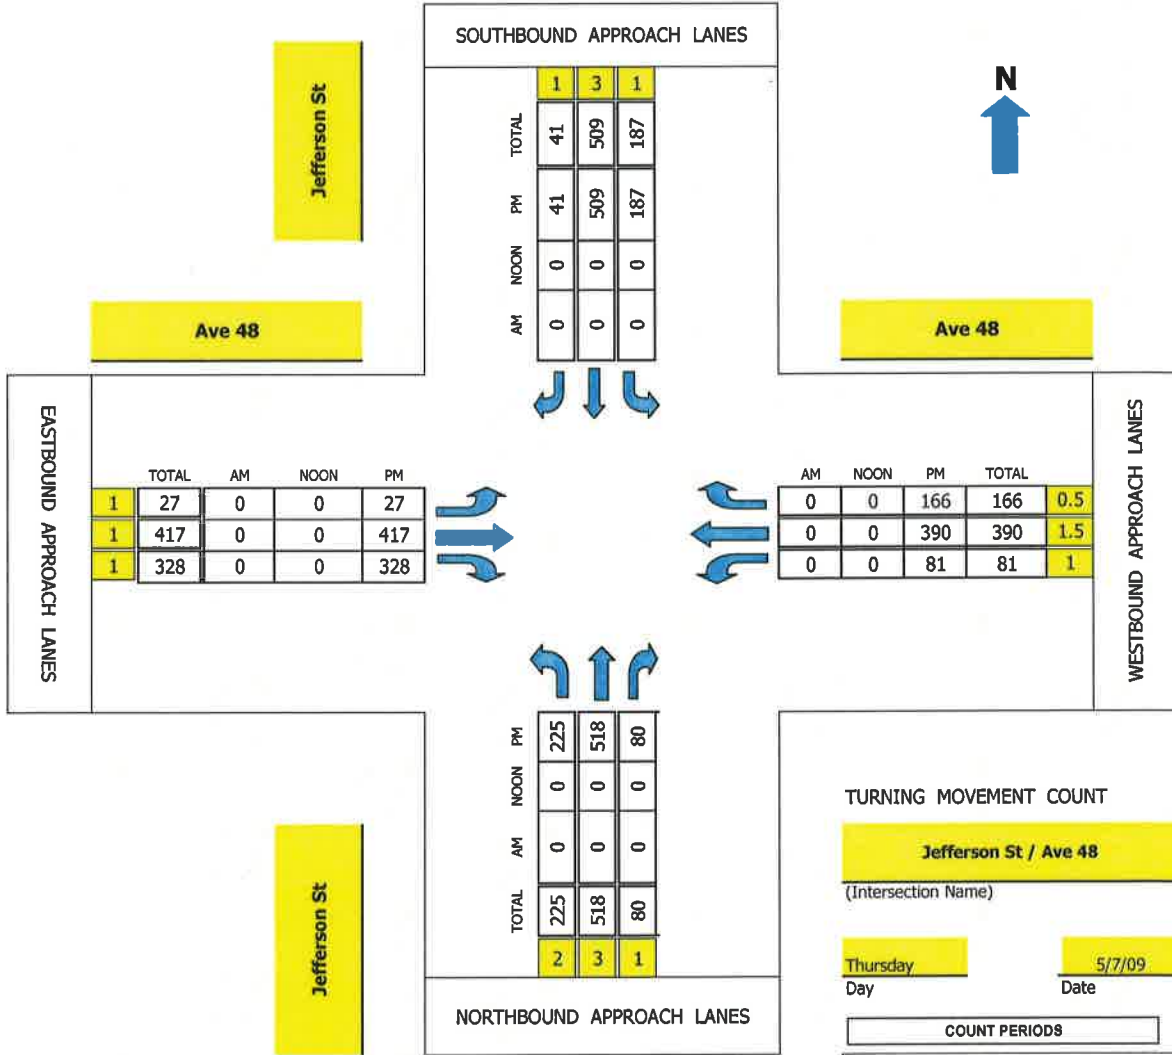 SOUTHBOUND APPROACH LANES
1 3 1
TOTAL 41 509 187
PM 41 509 187
NOON 0 0 0
AM 0 0 0
N
Jefferson St
Ave 48
Ave 48
EASTBOUND APPROACH LANES
TOTAL AM NOON PM
1 27 0 0 27
1 417 0 0 417
1 328 0 0 328
AM NOON PM TOTAL
0 0 166 166 0.5
0 0 390 390 1.5
0 0 81 81 1
WESTBOUND APPROACH LANES
PM 225 518 80
NOON 0 0 0
AM 0 0 0
TOTAL 225 518 80
2 3 1
NORTHBOUND APPROACH LANES
Jefferson St
TURNING MOVEMENT COUNT
Jefferson St / Ave 48
(Intersection Name)
Thursday 5/7/09
Day Date
COUNT PERIODS